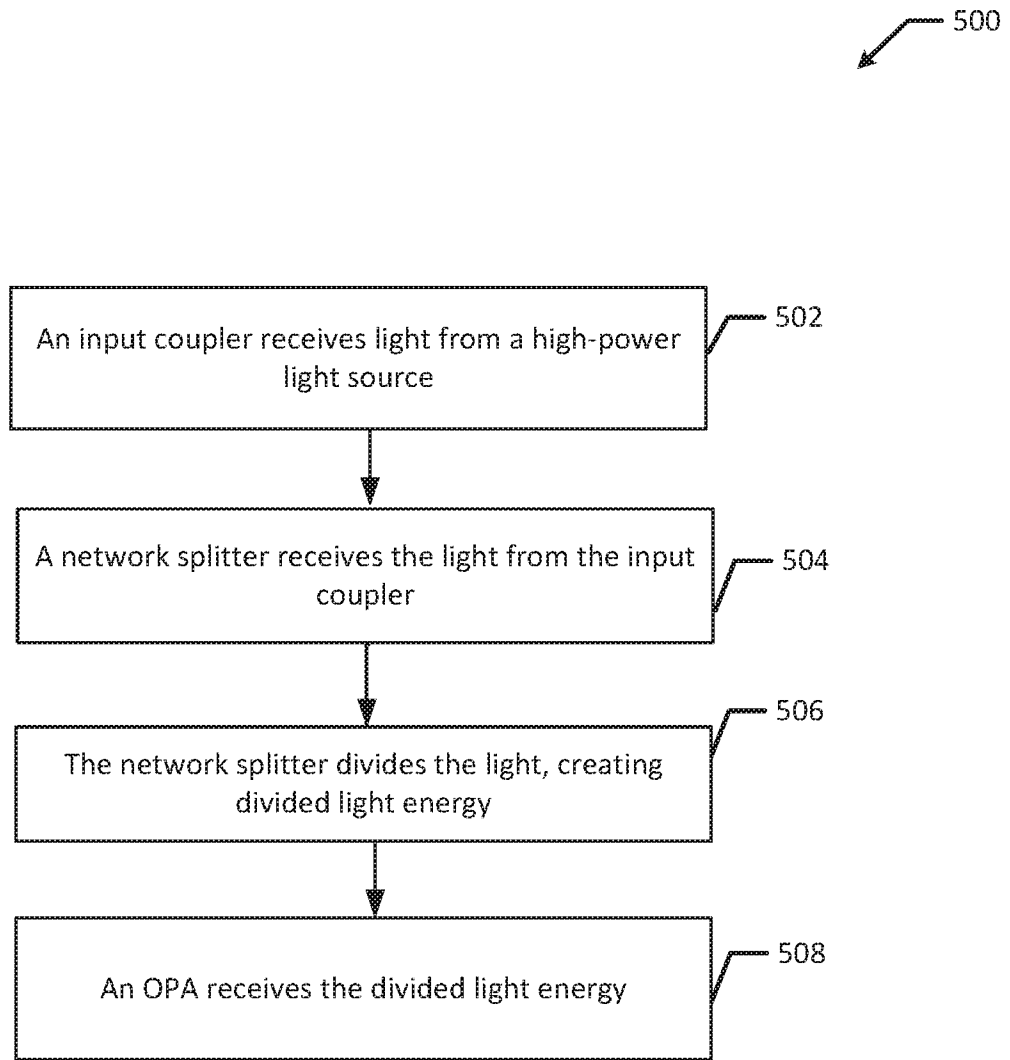 500
An input coupler receives light from a high-power
light source
502
A network splitter receives the light from the input
coupler
504
The network splitter divides the light, creating
divided light energy
506
An OPA receives the divided light energy
508